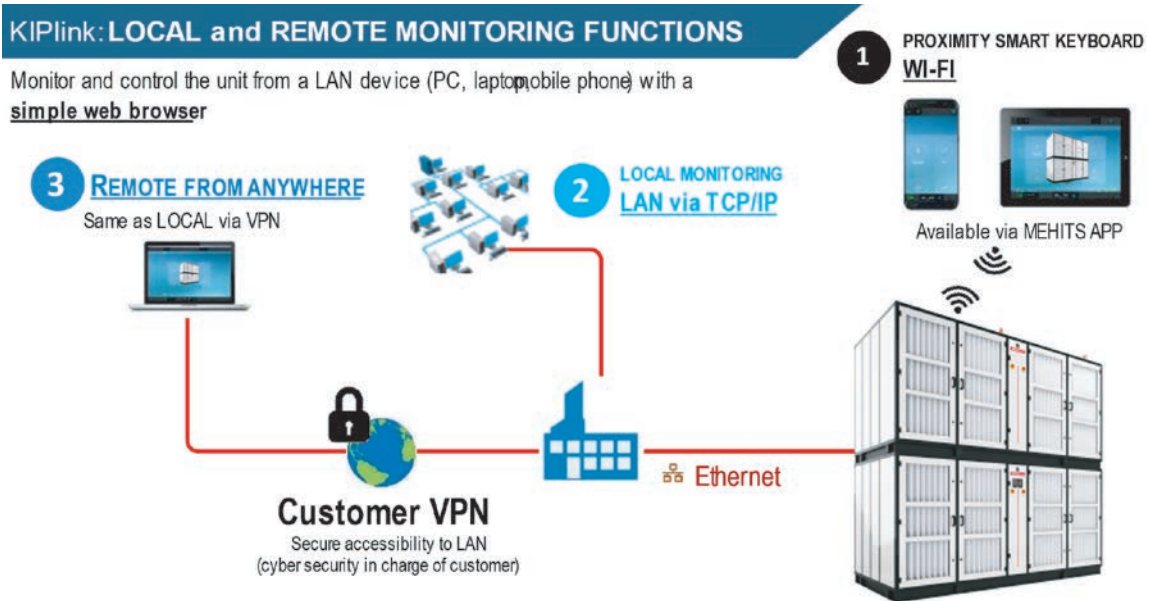 KIPlink: LOCAL and REMOTE MONITORING FUNCTIONS
Monitor and control the unit from a LAN device (PC, laptop, mobile phone) with a
simple web browser
1
PROXIMITY SMART KEYBOARD
WI-FI
Available via MEHITS APP
2
LOCAL MONITORING
LAN via TCP/IP
3
REMOTE FROM ANYWHERE
Same as LOCAL via VPN
Ethernet
Customer VPN
Secure accessibility to LAN
(cyber security in charge of customer)